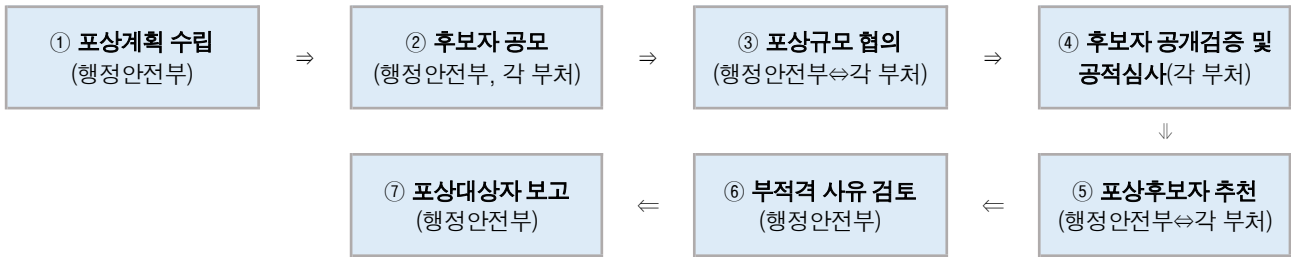 ① 포상계획 수립
(행정안전부)
⇒
② 후보자 공모
(행정안전부, 각 부처)
⇒
③ 포상규모 협의
(행정안전부⇔각 부처)
⇒
④ 후보자 공개검증 및
공적심사(각 부처)
⇓
⑤ 포상후보자 추천
(행정안전부⇔각 부처)
⇐
⑥ 부적격 사유 검토
(행정안전부)
⇐
⑦ 포상대상자 보고
(행정안전부)